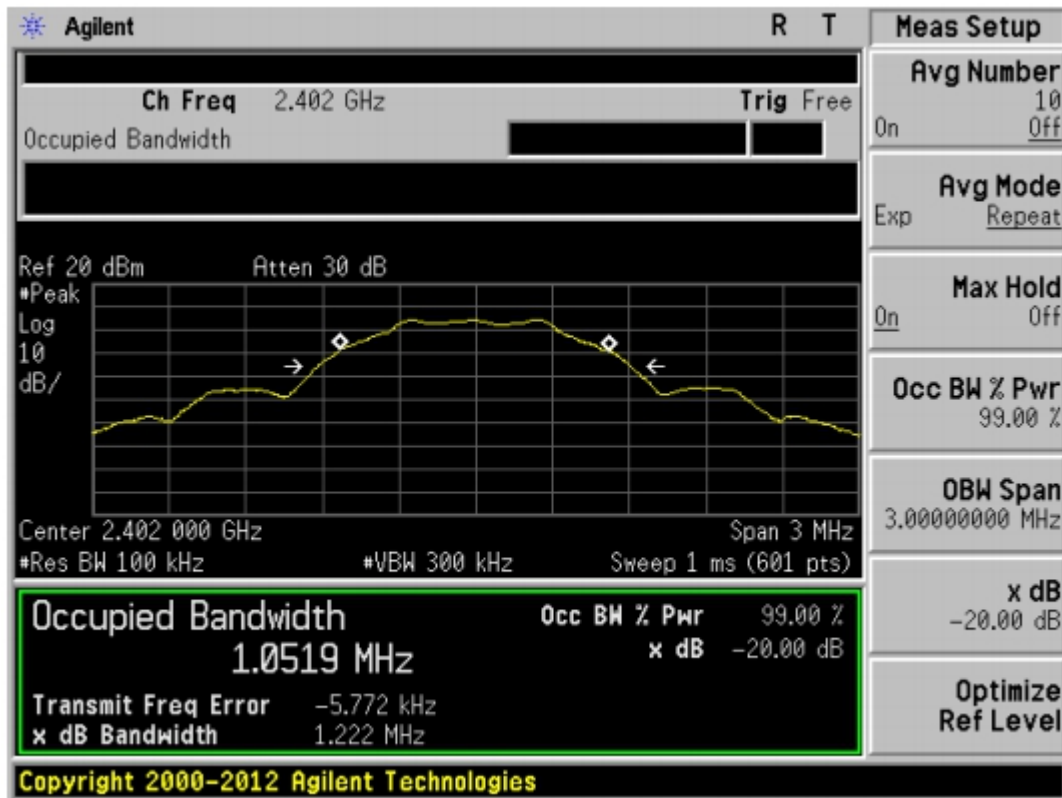 Agilent R T
Ch Freq 2.402 GHz Trig Free
Occupied Bandwidth
Ref 20 dBm Atten 30 dB
#Peak
Log
10
dB/
Center 2.402 000 GHz Span 3 MHz
#Res BW 100 kHz #VBW 300 kHz Sweep 1 ms (601 pts)
Occupied Bandwidth Occ BW % Pwr 99.00 %
1.0519 MHz x dB -20.00 dB
Transmit Freq Error -5.772 kHz
x dB Bandwidth 1.222 MHz
Copyright 2000-2012 Agilent Technologies
Meas Setup
Avg Number
10
On Off
Avg Mode
Exp Repeat
Max Hold
On Off
Occ BW % Pwr
99.00 %
OBW Span
3.00000000 MHz
x dB
-20.00 dB
Optimize
Ref Level